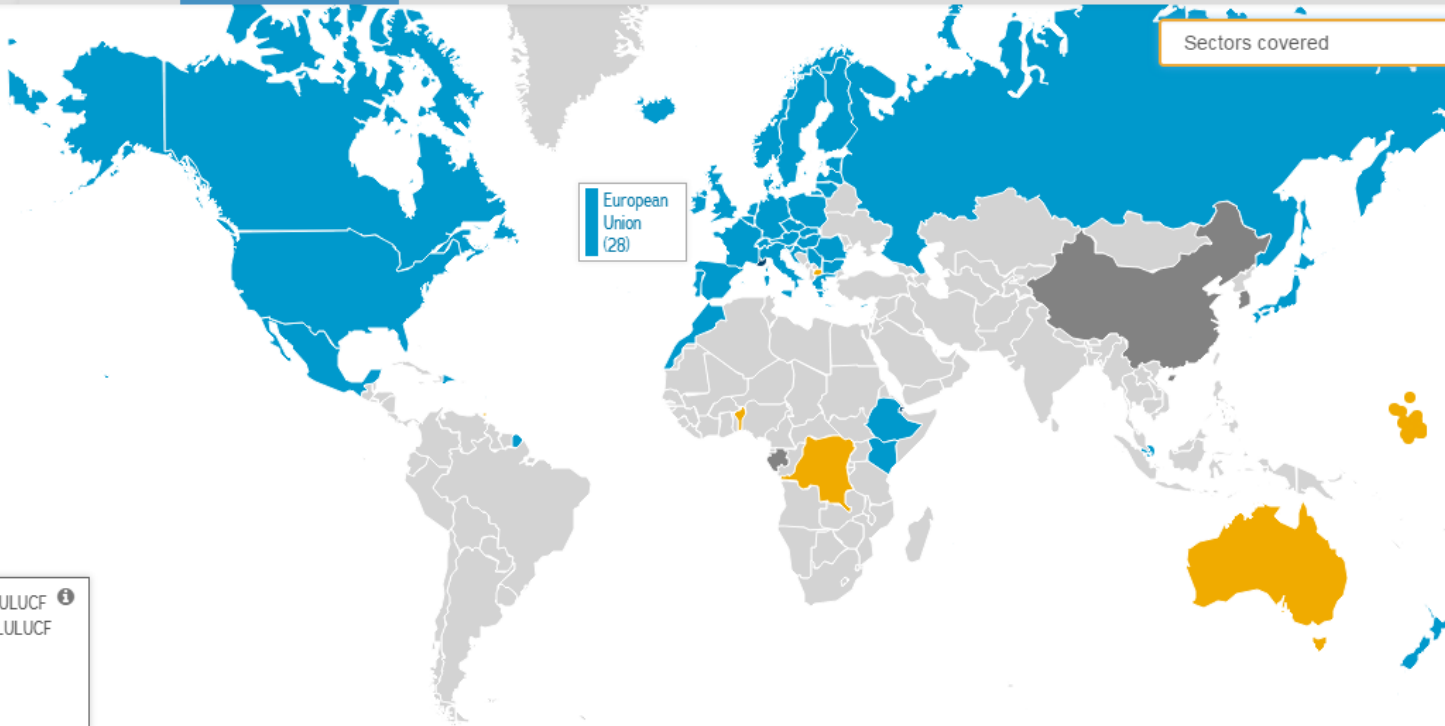 Sectors covered
European
Union
(28)
ULUCF
LULUCF